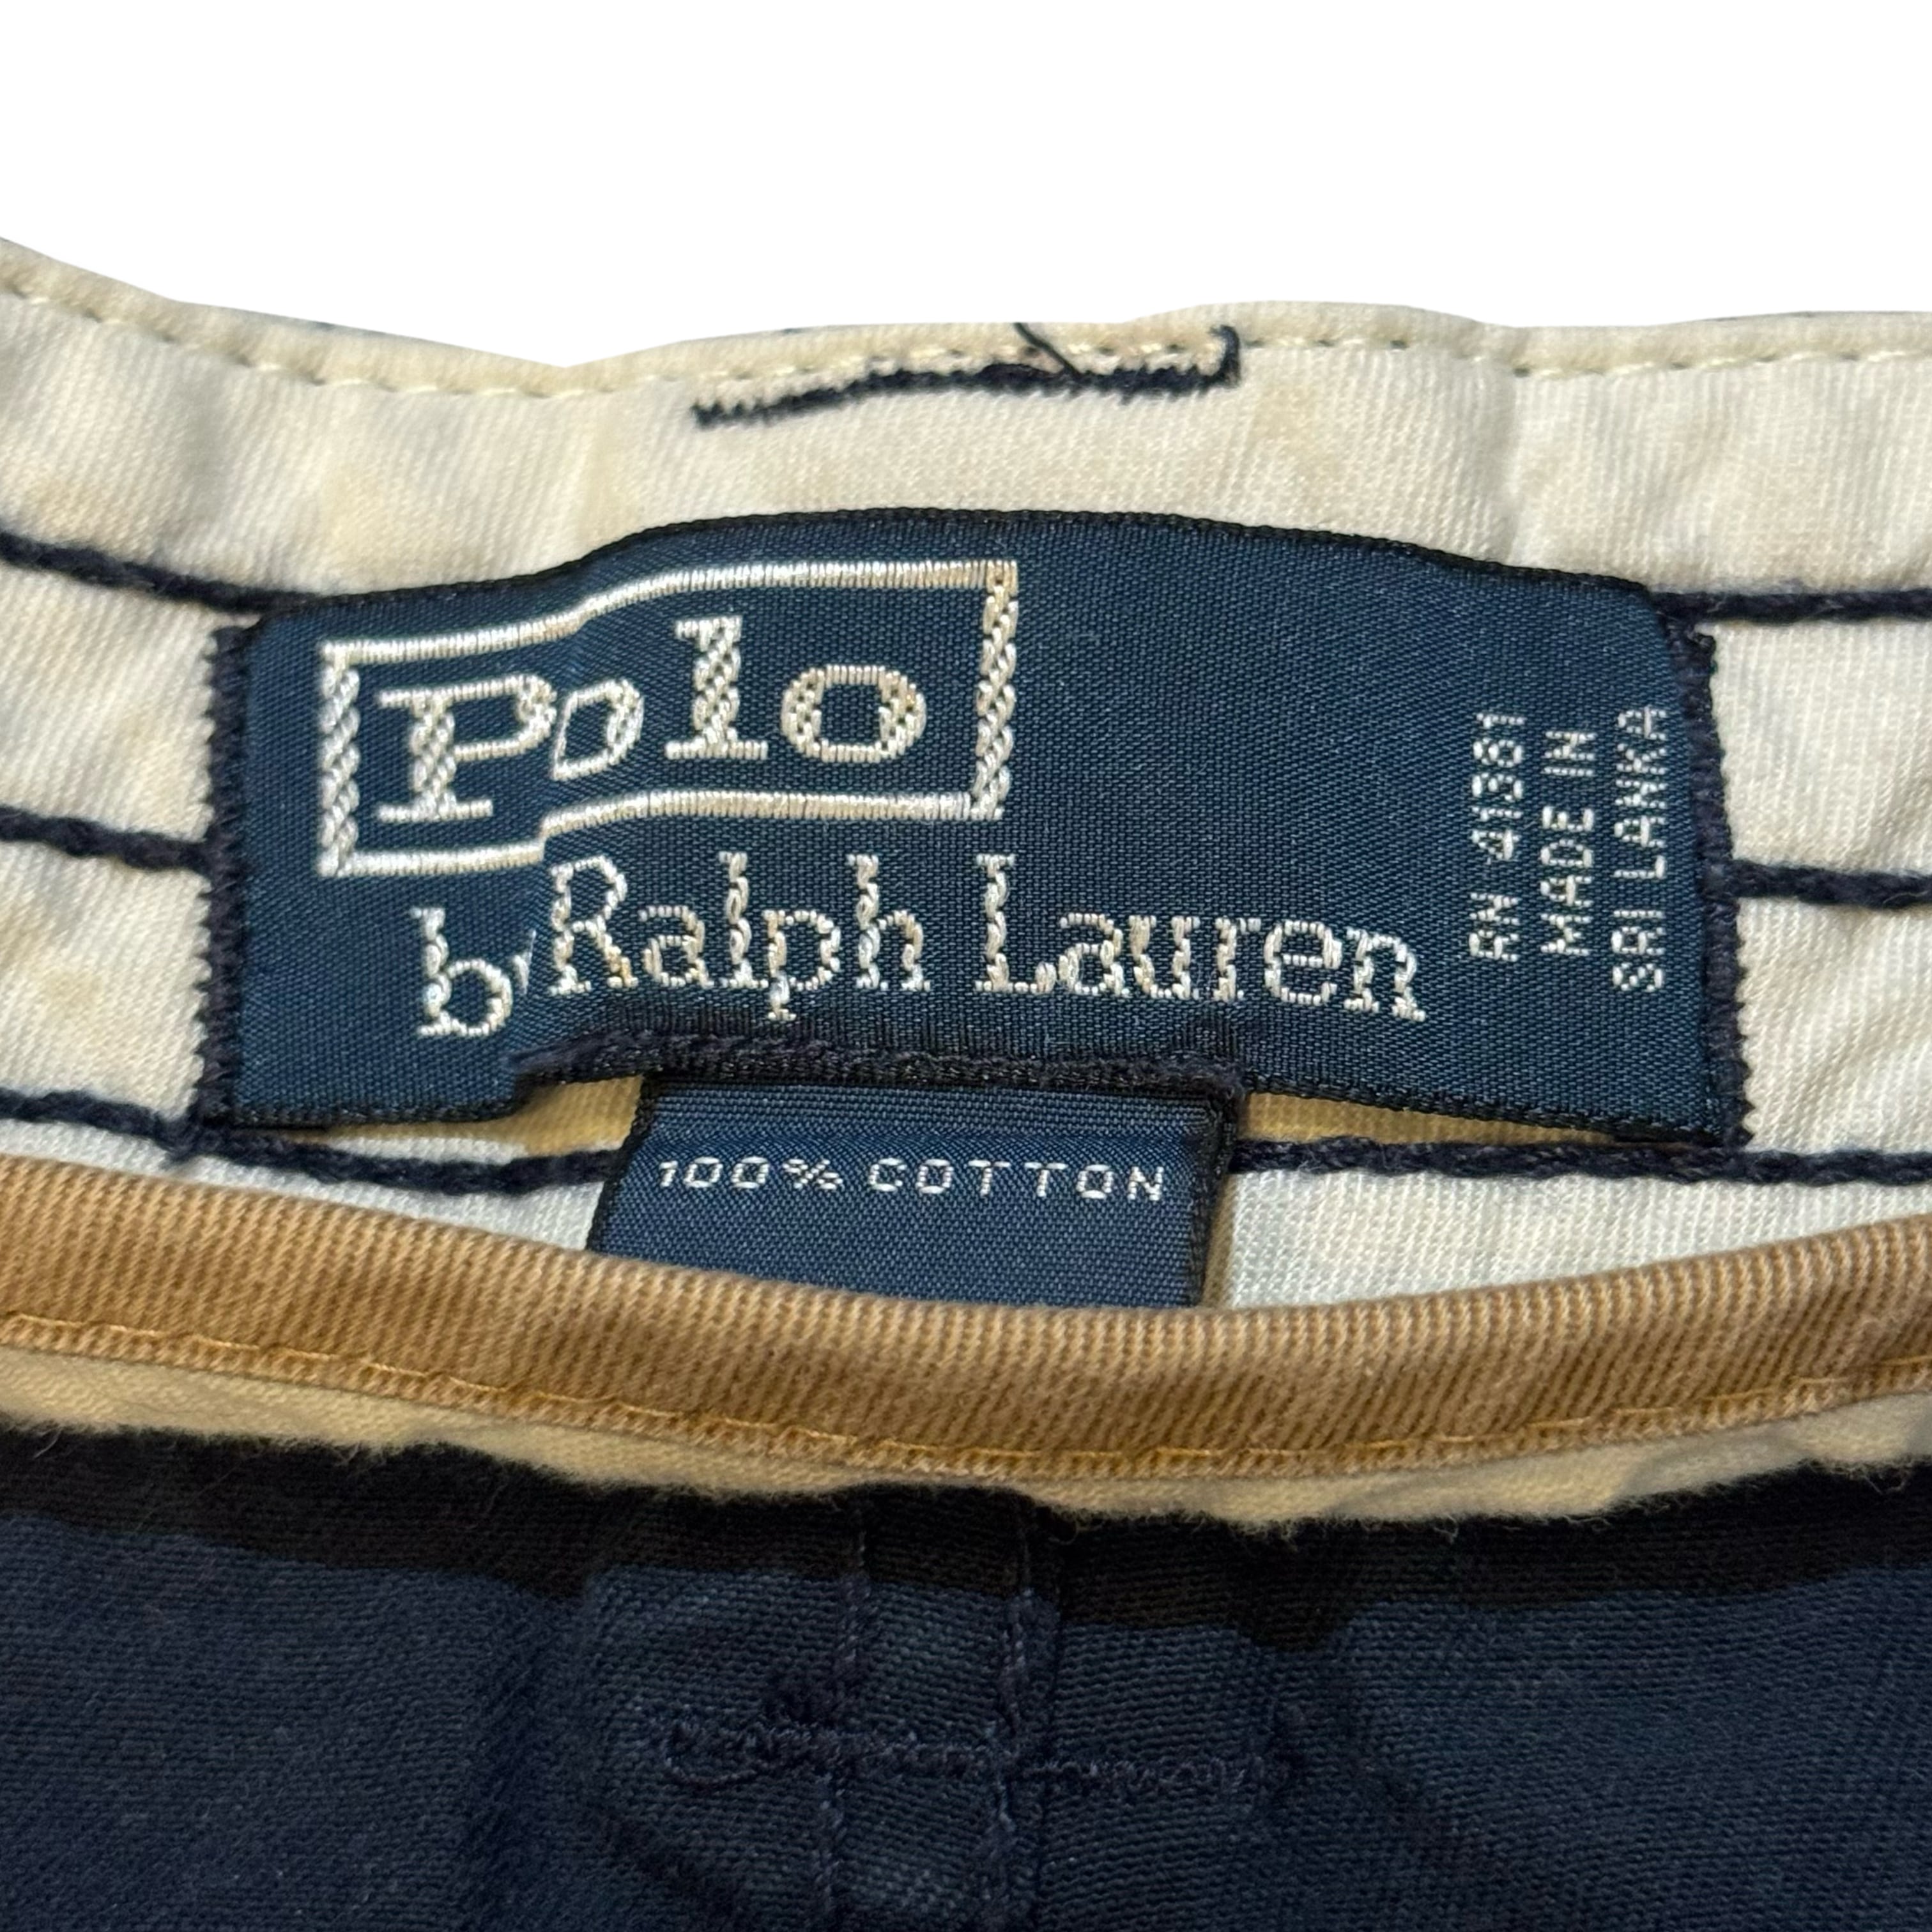 Polo
by Ralph Lauren
RN 41381
MADE IN
SRI LANKA
100% COTTON